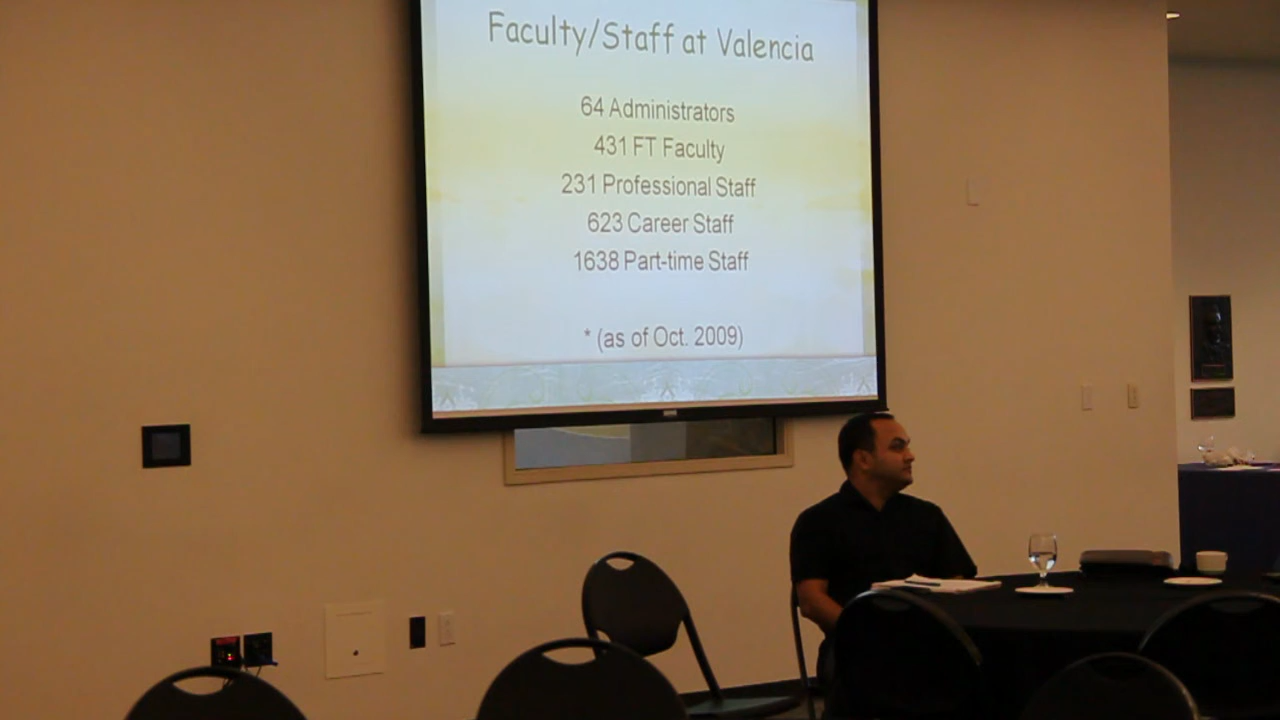 Faculty/Staff at Valencia
64 Administrators
431 FT Faculty
231 Professional Staff
623 Career Staff
1638 Part-time Staff
* (as of Oct. 2009)